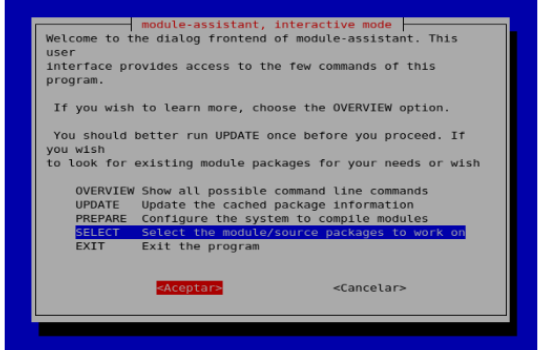 module-assistant, interactive mode
Welcome to the dialog frontend of module-assistant. This
user
interface provides access to the few commands of this
program.
If you wish to learn more, choose the OVERVIEW option.
You should better run UPDATE once before you proceed. If
you wish
to look for existing module packages for your needs or wish
OVERVIEW Show all possible command line commands
UPDATE Update the cached package information
PREPARE Configure the system to compile modules
SELECT Select the module/source packages to work on
EXIT Exit the program
<Aceptar> <Cancelar>